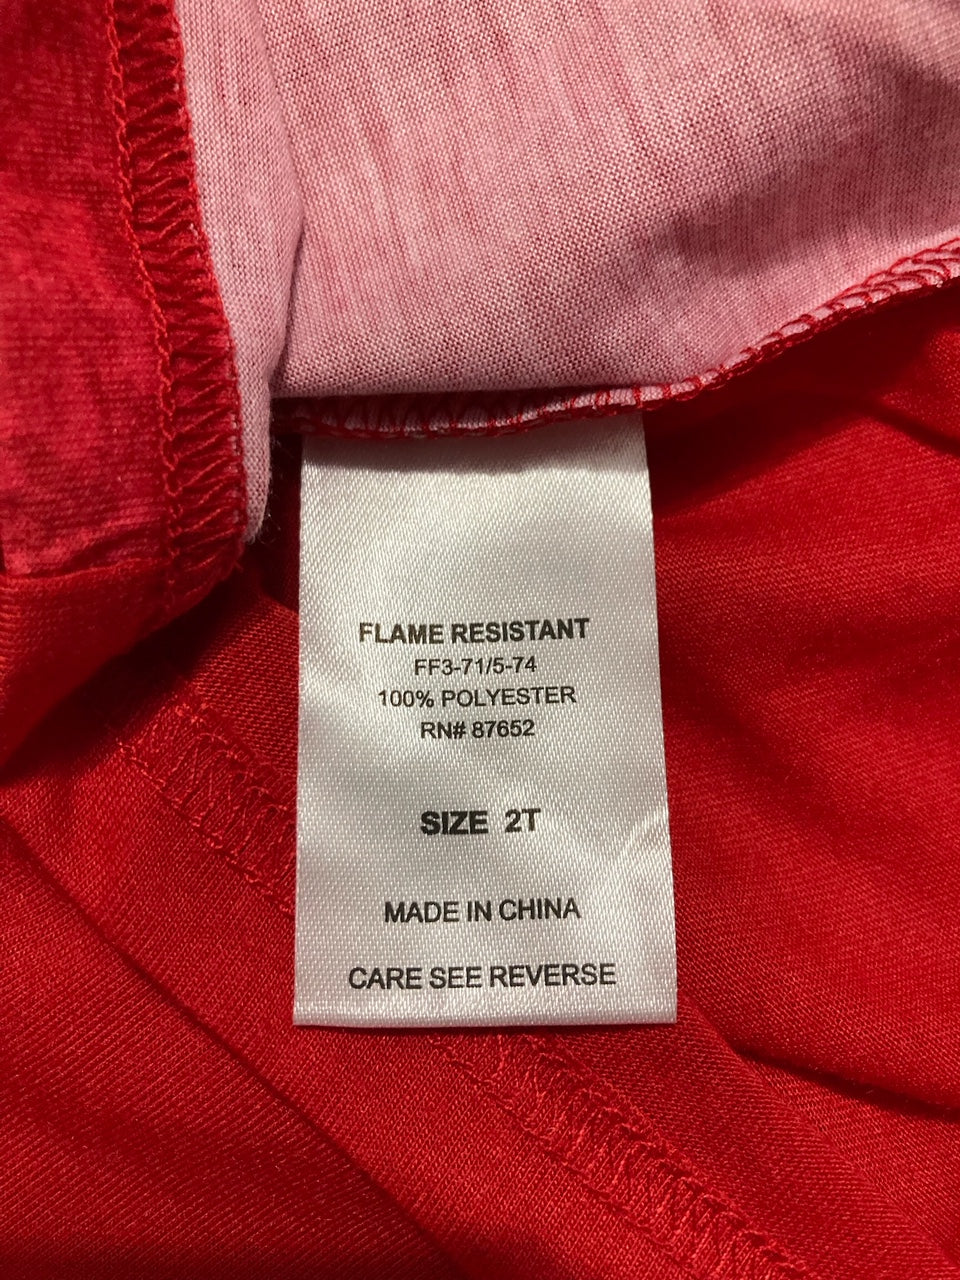 FLAME RESISTANT
FF3-71/5-74
100% POLYESTER
RN# 87652
SIZE 2T
MADE IN CHINA
CARE SEE REVERSE